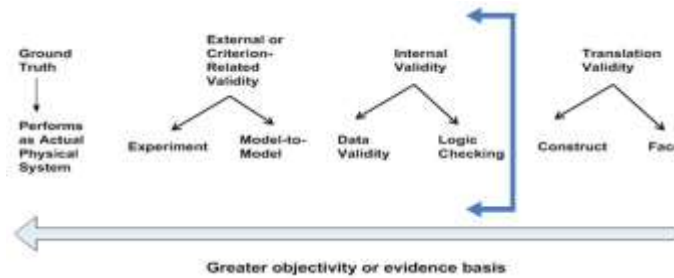 Ground
Truth
External or
Criterion-
Related
Validity
Internal
Validity
Translation
Validity
Performs
as Actual
Physical
System
Experiment
Model-to-
Model
Data
Validity
Logic
Checking
Construct
Fac
Greater objectivity or evidence basis